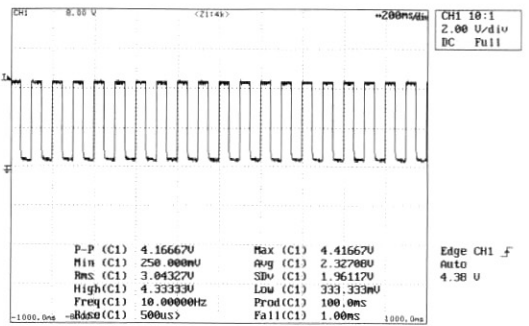 CH1 8.00 V <Z1:4k> 200ms/div
CH1 10:1
2.00 V/div
DC Full
P-P (C1) 4.16667V Max (C1) 4.41667V
Min (C1) 250.000mV Avg (C1) 2.32708V
Rms (C1) 3.04327V SDv (C1) 1.96117V
High(C1) 4.33333V Low (C1) 333.333mV
Freq(C1) 10.00000Hz Prod(C1) 100.0ms
Rise(C1) 500us> Fall(C1) 1.00ms
-1000.0ms 1000.0ms
Edge CH1
Auto
4.38 V